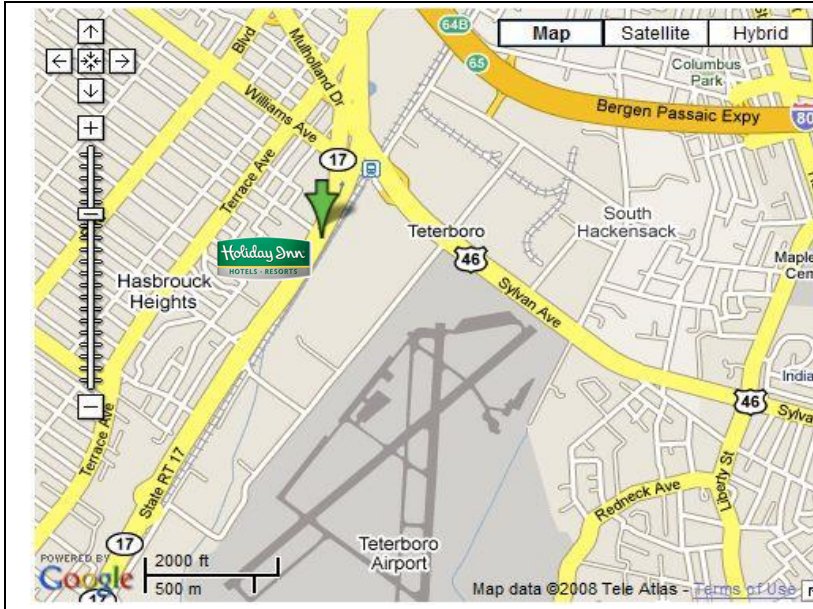 64B
Map
Satellite
Hybrid
Blvd
Mulholland Dr
65
Columbus
Park
Williams Ave
Bergen Passaic Expy
80
17
Terrace Ave
South
Hackensack
Teterboro
46
Holiday Inn
HOTELS · RESORTS
Maple
Cem
Hasbrouck
Heights
Sylvan Ave
India
46
Sylva
Terrace Ave
State RT 17
Liberty St
Redneck Ave
17
Teterboro
Airport
POWERED BY
Google
2000 ft
500 m
17
Map data ©2008 Tele Atlas - Terms of Use